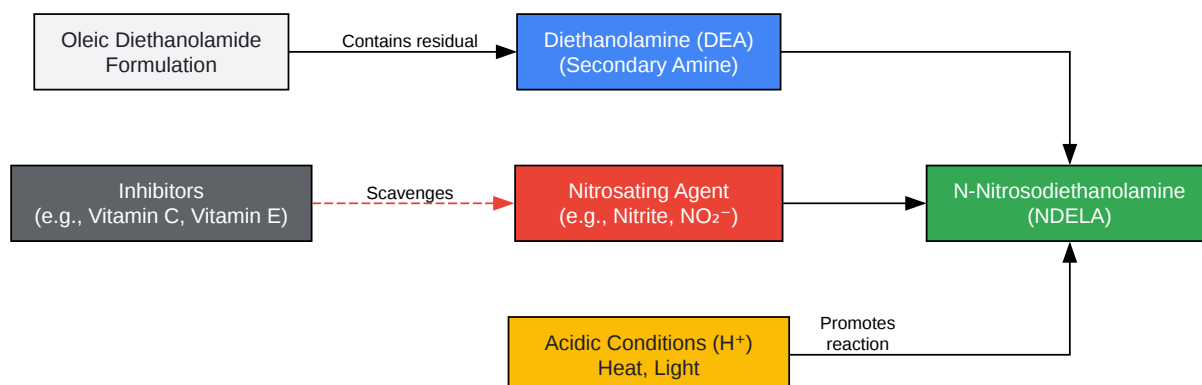 Oleic Diethanolamide
Formulation
Contains residual
Diethanolamine (DEA)
(Secondary Amine)
Inhibitors
(e.g., Vitamin C, Vitamin E)
Scavenges
Nitrosating Agent
(e.g., Nitrite, NO₂⁻)
N-Nitrosodiethanolamine
(NDELA)
Acidic Conditions (H⁺)
Heat, Light
Promotes
reaction